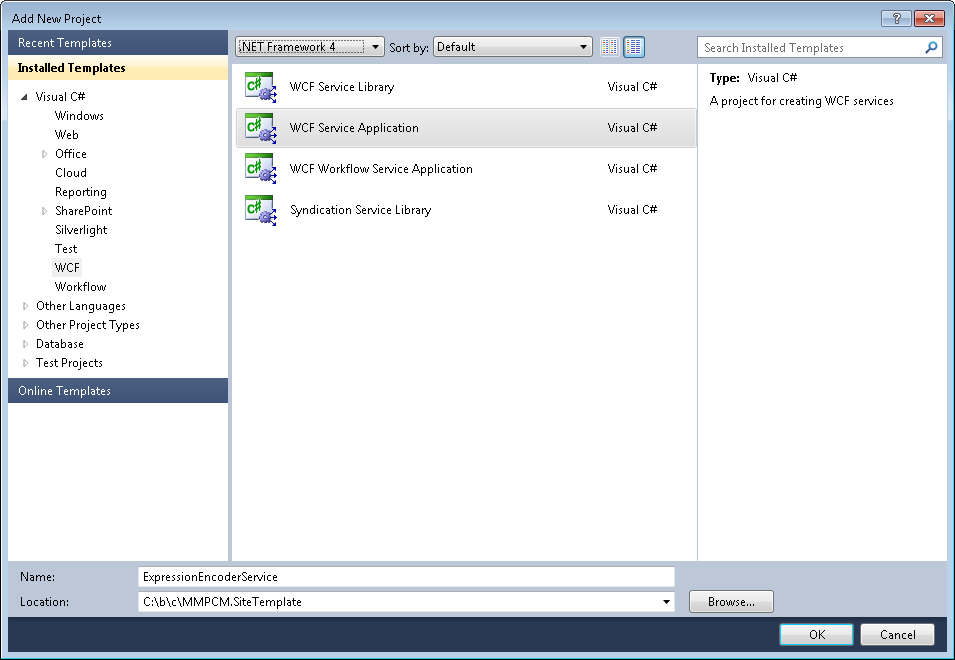 Add New Project
?
Recent Templates
.NET Framework 4
Sort by:
Default
Search Installed Templates
Installed Templates
Visual C#
Windows
Web
Office
Cloud
Reporting
SharePoint
Silverlight
Test
WCF
Workflow
Other Languages
Other Project Types
Database
Test Projects
Online Templates
C# WCF Service Library Visual C#
C# WCF Service Application Visual C#
C# WCF Workflow Service Application Visual C#
C# Syndication Service Library Visual C#
Type: Visual C#
A project for creating WCF services
Name: ExpressionEncoderService
Location: C:\b\c\MMPCM.SiteTemplate
Browse...
OK
Cancel